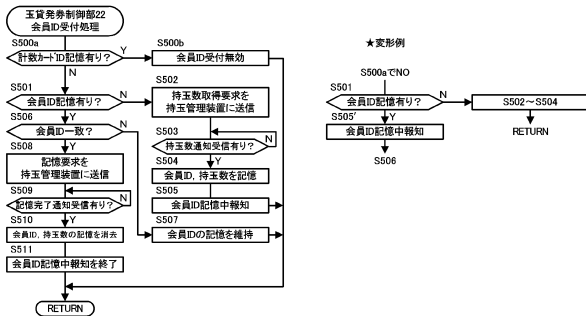 玉貸発券制御部22
会員ID受付処理
S500a
計数カードID記憶有り？
Y
N
S500b
会員ID受付無効
S501
会員ID記憶有り？
N
Y
S502
持玉数取得要求を
持玉管理装置に送信
S503
持玉数通知受信有り？
N
Y
S504
会員ID，持玉数を記憶
S505
会員ID記憶中報知
S506
会員ID一致？
N
Y
S507
会員IDの記憶を維持
S508
記憶要求を
持玉管理装置に送信
S509
記憶完了通知受信有り？
N
Y
S510
会員ID，持玉数の記憶を消去
S511
会員ID記憶中報知を終了
RETURN
★変形例
S500aでNO
S501
会員ID記憶有り？
N
Y
S502～S504
RETURN
S505′
会員ID記憶中報知
S506